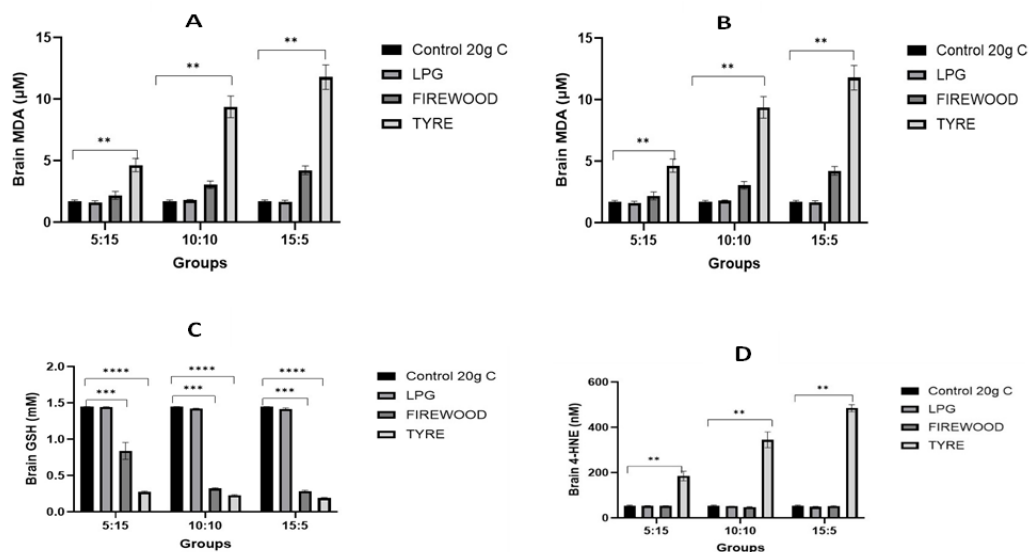 A
15
10
5
0
Brain MDA (µM)
**
**
**
5:15
10:10
15:5
Groups
Control 20g C
LPG
FIREWOOD
TYRE
B
15
10
5
0
Brain MDA (µM)
**
**
**
5:15
10:10
15:5
Groups
Control 20g C
LPG
FIREWOOD
TYRE
C
2.0
1.5
1.0
0.5
0.0
Brain GSH (mM)
****
***
****
***
****
***
5:15
10:10
15:5
Groups
Control 20g C
LPG
FIREWOOD
TYRE
D
600
400
200
0
Brain 4-HNE (nM)
**
**
**
5:15
10:10
15:5
Groups
Control 20g C
LPG
FIREWOOD
TYRE